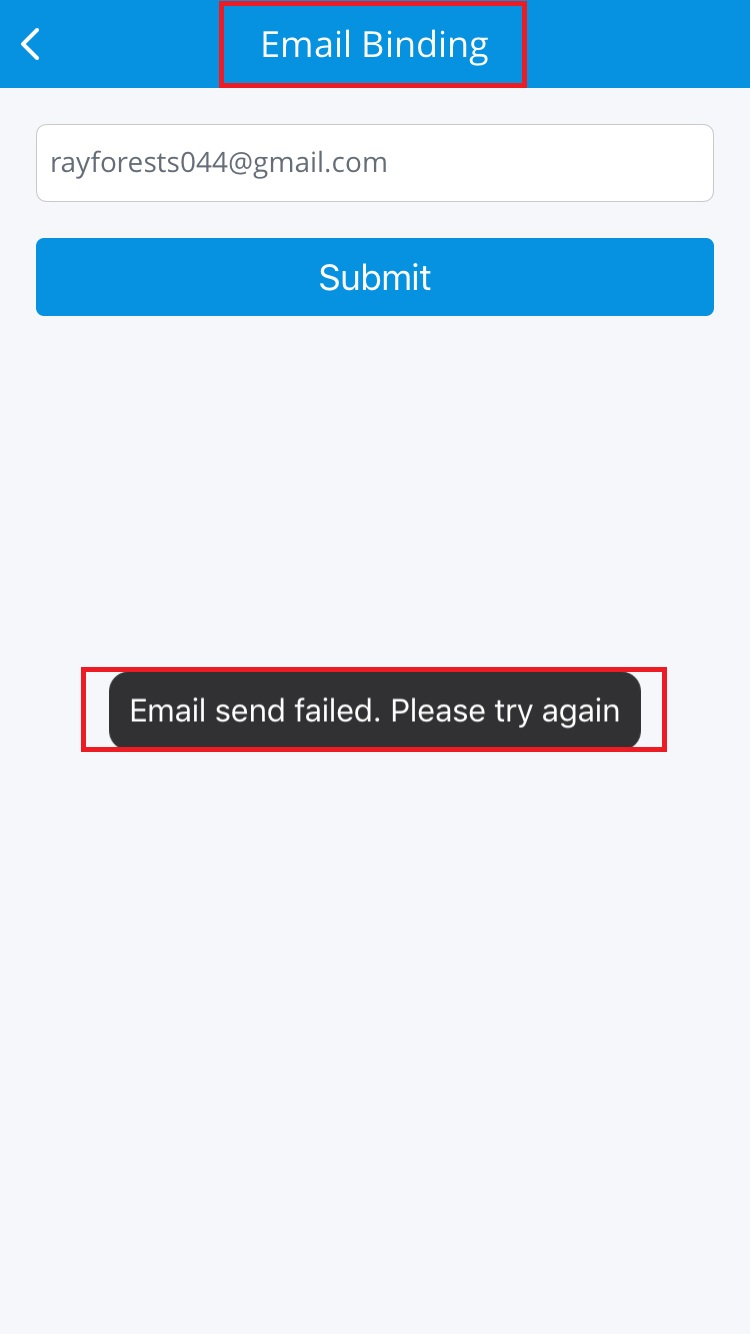 Email Binding
rayforests044@gmail.com
Submit
Email send failed. Please try again